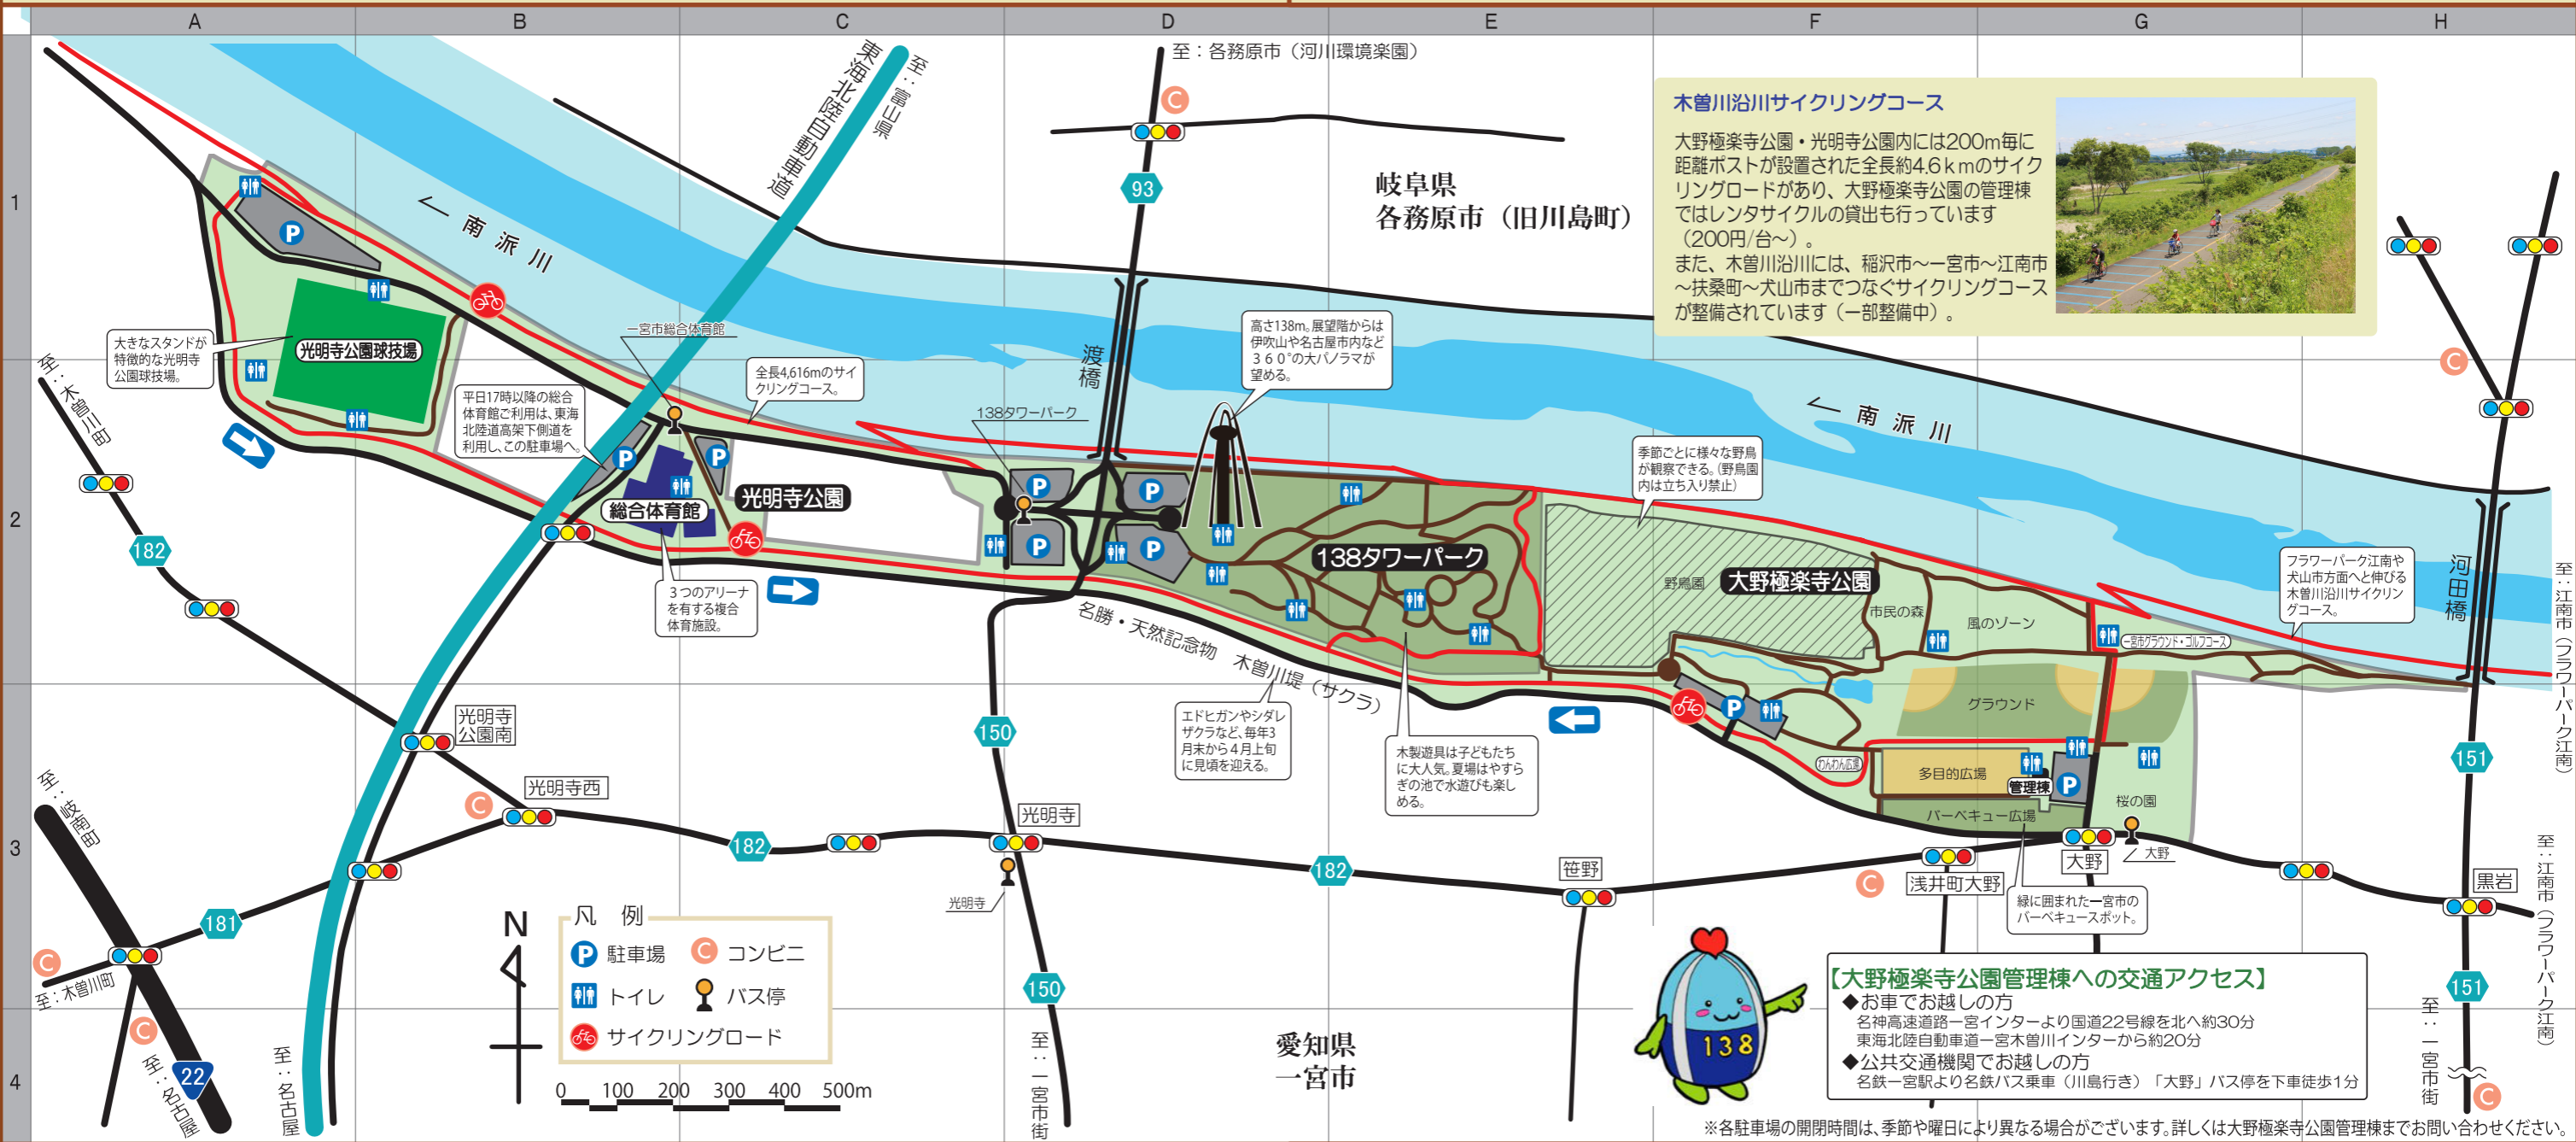 A B C D E F G H
1
2
3
4
至：各務原市（河川環境楽園）
東海北陸自動車道
至：富山県
93
岐阜県
各務原市（旧川島町）
木曽川沿川サイクリングコース
大野極楽寺公園・光明寺公園内には200m毎に
距離ポストが設置された全長約4.6kmのサイク
リングロードがあり、大野極楽寺公園の管理棟
ではレンタサイクルの貸出も行っています
（200円/台～）。
また、木曽川沿川には、稲沢市～一宮市～江南市
～扶桑町～犬山市までつなぐサイクリングコース
が整備されています（一部整備中）。
←南派川
大きなスタンドが
特徴的な光明寺
公園球技場。
光明寺公園球技場
一宮市総合体育館
平日17時以降の総合
体育館ご利用は、東海
北陸道高架下側道を
利用し、この駐車場へ。
全長4,616mのサイ
クリングコース。
渡橋
138タワーパーク
高さ138m。展望階からは
伊吹山や名古屋市内など
３６０°の大パノラマが
望める。
←南派川
季節ごとに様々な野鳥
が観察できる。（野鳥園
内は立ち入り禁止）
至：木曽川町
182
総合体育館
光明寺公園
３つのアリーナ
を有する複合
体育施設。
138タワーパーク
野鳥園
大野極楽寺公園
市民の森
風のゾーン
一宮市グラウンド・ゴルフコース
フラワーパーク江南や
犬山市方面へと伸びる
木曽川沿川サイクリン
グコース。
河田橋
至：江南市（フラワーパーク江南）
名勝・天然記念物　木曽川堤（サクラ）
エドヒガンやシダレ
ザクラなど、毎年3
月末から４月上旬
に見頃を迎える。
木製遊具は子どもたち
に大人気。夏場はやすら
ぎの池で水遊びも楽し
める。
グラウンド
わんわん広場
多目的広場
管理棟
バーベキュー広場
桜の園
大野
大野
緑に囲まれた一宮市の
バーベキュースポット。
浅井町大野
笹野
151
黒岩
至：江南市（フラワーパーク江南）
151
至：一宮市街
光明寺
公園南
光明寺西
182
150
光明寺
光明寺
182
150
至：一宮市街
至：岐南町
181
至：木曽川町
22
至：名古屋
至：名古屋
N
凡例
P 駐車場
C コンビニ
トイレ
バス停
サイクリングロード
0 100 200 300 400 500m
愛知県
一宮市
138
【大野極楽寺公園管理棟への交通アクセス】
◆お車でお越しの方
名神高速道路一宮インターより国道22号線を北へ約30分
東海北陸自動車道一宮木曽川インターから約20分
◆公共交通機関でお越しの方
名鉄一宮駅より名鉄バス乗車（川島行き）「大野」バス停を下車徒歩1分
※各駐車場の開閉時間は、季節や曜日により異なる場合がございます。詳しくは大野極楽寺公園管理棟までお問い合わせください。